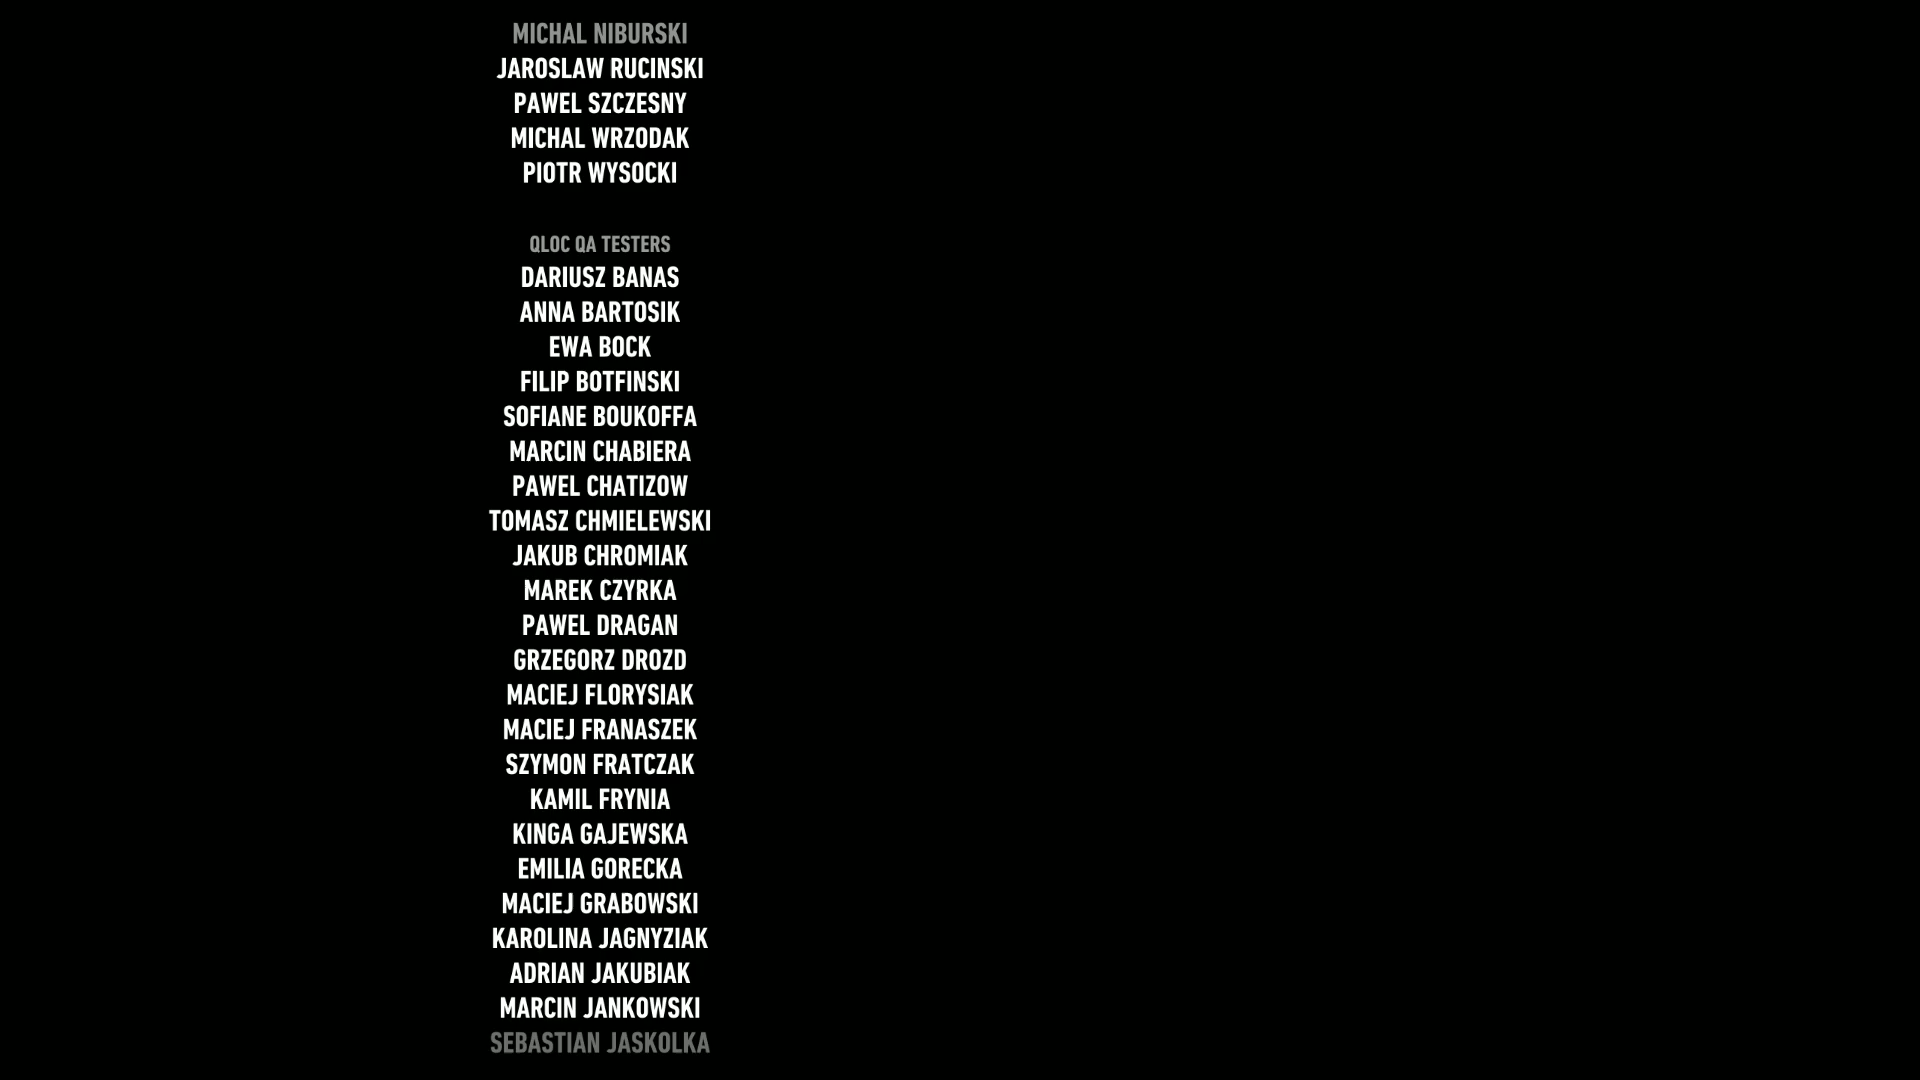 MICHAL NIBURSKI
JAROSLAW RUCINSKI
PAWEL SZCZESNY
MICHAL WRZODAK
PIOTR WYSOCKI
QLOC QA TESTERS
DARIUSZ BANAS
ANNA BARTOSIK
EWA BOCK
FILIP BOTFINSKI
SOFIANE BOUKOFFA
MARCIN CHABIERA
PAWEL CHATIZOW
TOMASZ CHMIELEWSKI
JAKUB CHROMIAK
MAREK CZYRKA
PAWEL DRAGAN
GRZEGORZ DROZD
MACIEJ FLORYSIAK
MACIEJ FRANASZEK
SZYMON FRATCZAK
KAMIL FRYNIA
KINGA GAJEWSKA
EMILIA GORECKA
MACIEJ GRABOWSKI
KAROLINA JAGNYZIAK
ADRIAN JAKUBIAK
MARCIN JANKOWSKI
SEBASTIAN JASKOLKA